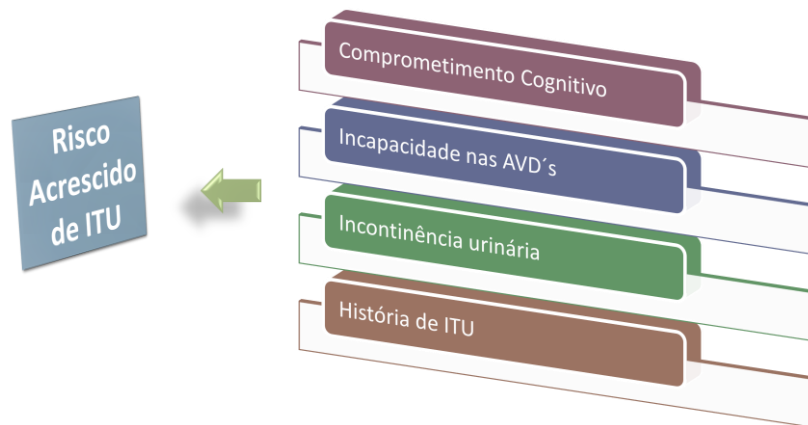 Risco
Acrescido
de ITU
Comprometimento Cognitivo
Incapacidade nas AVD´s
Incontinência urinária
História de ITU